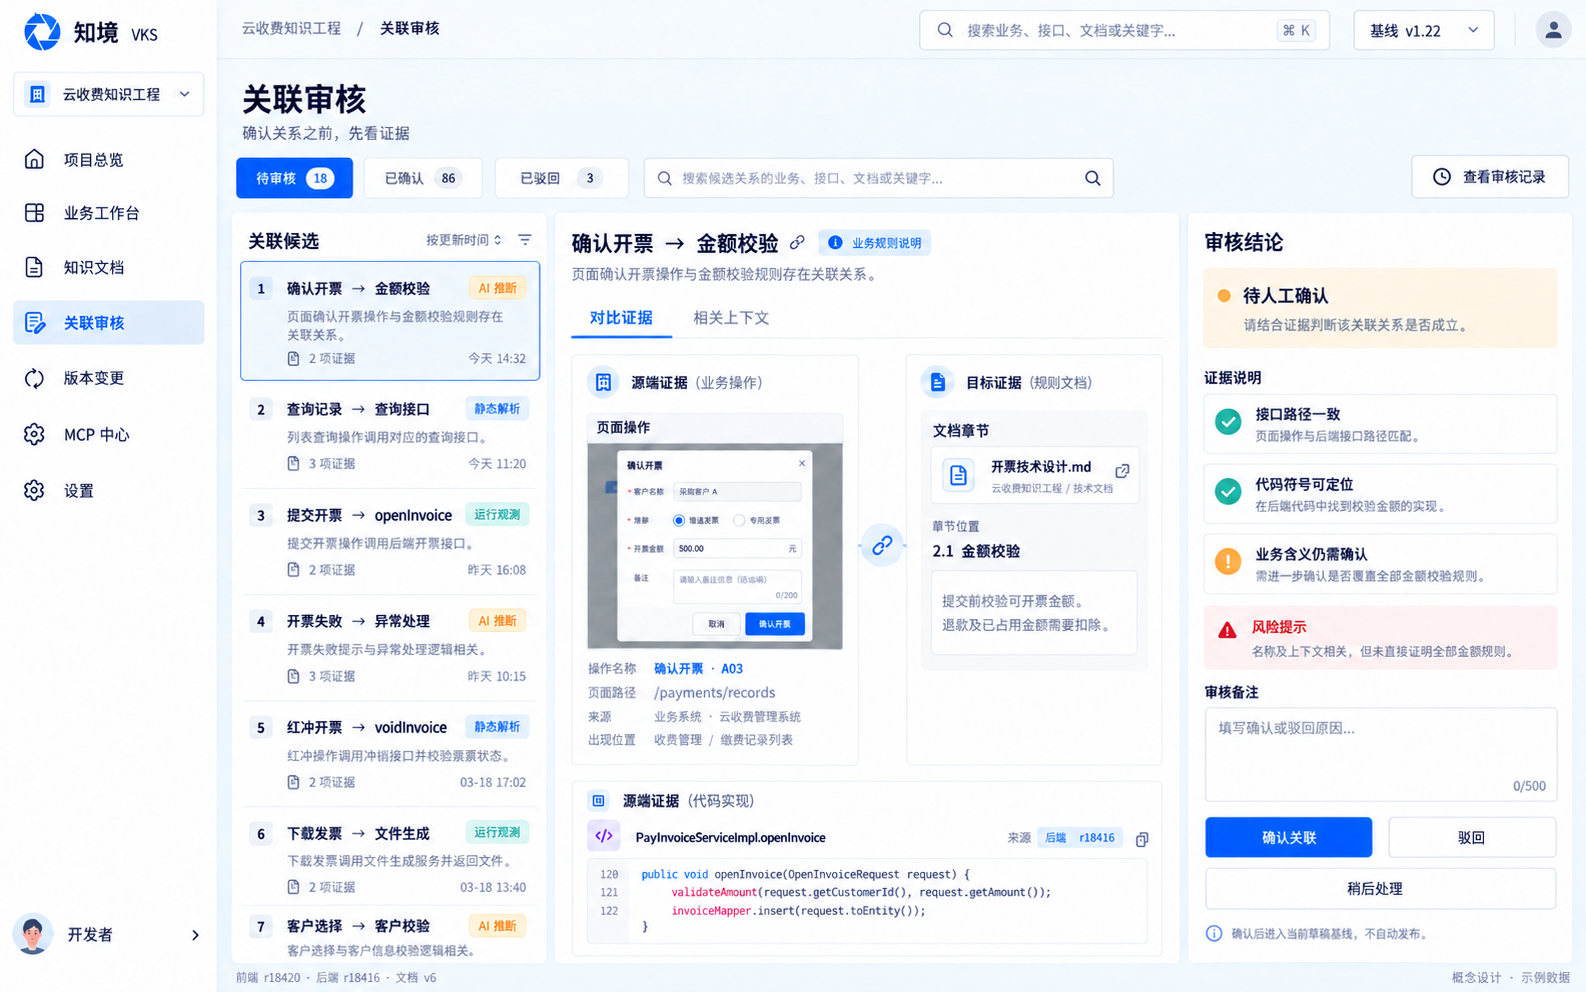 知境 VKS
云收费知识工程
项目总览
业务工作台
知识文档
关联审核
版本变更
MCP 中心
设置
开发者
云收费知识工程 / 关联审核
搜索业务、接口、文档或关键字...
⌘ K
基线 v1.22
关联审核
确认关系之前，先看证据
待审核 18
已确认 86
已驳回 3
搜索候选关系的业务、接口、文档或关键字...
查看审核记录
关联候选
按更新时间
1 确认开票 → 金额校验 AI 推断
页面确认开票操作与金额校验规则存在
关联关系。
2 项证据 今天 14:32
2 查询记录 → 查询接口 静态解析
列表查询操作调用对应的查询接口。
3 项证据 今天 11:20
3 提交开票 → openInvoice 运行观测
提交开票操作调用后端开票接口。
2 项证据 昨天 16:08
4 开票失败 → 异常处理 AI 推断
开票失败提示与异常处理逻辑相关。
3 项证据 昨天 10:15
5 红冲开票 → voidInvoice 静态解析
红冲操作调用冲销接口并校验票票状态。
2 项证据 03-18 17:02
6 下载发票 → 文件生成 运行观测
下载发票调用文件生成服务并返回文件。
2 项证据 03-18 13:40
7 客户选择 → 客户校验 AI 推断
客户选择与客户信息校验逻辑相关。
确认开票 → 金额校验 业务规则说明
页面确认开票操作与金额校验规则存在关联关系。
对比证据 相关上下文
源端证据（业务操作）
页面操作
确认开票
* 客户名称 采购客户 A
普通发票 专用发票
* 开票金额 500.00 元
备注
0/200
取消 确认开票
操作名称 确认开票 · A03
页面路径 /payments/records
来源 业务系统 · 云收费管理系统
出现位置 收费管理 / 缴费记录列表
目标证据（规则文档）
文档章节
开票技术设计.md
云收费知识工程 / 技术文档
章节位置
2.1 金额校验
提交前校验可开票金额。
退款及已占用金额需要扣除。
源端证据（代码实现）
PayInvoiceServiceImpl.openInvoice 来源 后端 r18416
120 public void openInvoice(OpenInvoiceRequest request) {
121 validateAmount(request.getCustomerId(), request.getAmount());
122 invoiceMapper.insert(request.toEntity());
}
审核结论
待人工确认
请结合证据判断该关联关系是否成立。
证据说明
接口路径一致
页面操作与后端接口路径匹配。
代码符号可定位
在后端代码中找到校验金额的实现。
业务含义仍需确认
需进一步确认是否覆盖全部金额校验规则。
风险提示
名称及上下文相关，但未直接证明全部金额规则。
审核备注
填写确认或驳回原因...
0/500
确认关联
驳回
稍后处理
确认后进入当前草稿基线，不自动发布。
前端 r18420 · 后端 r18416 · 文档 v6
概念设计 · 示例数据